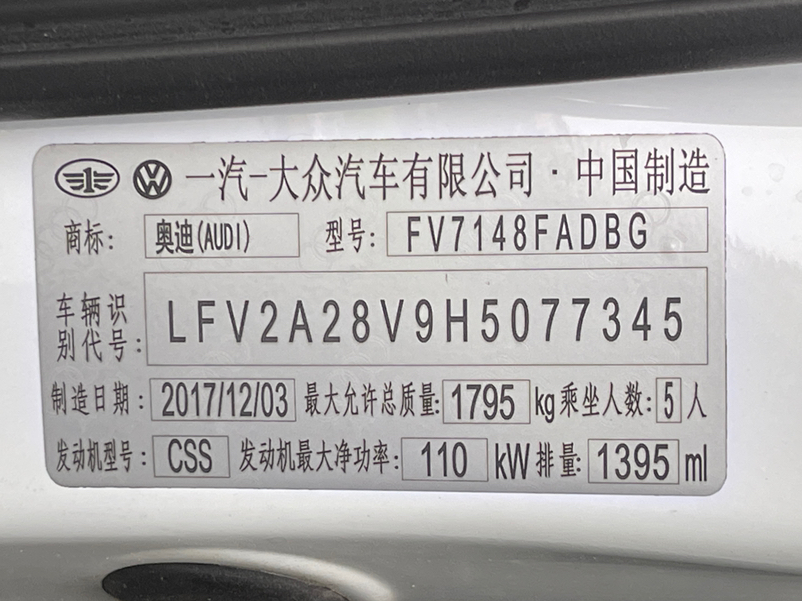 一汽-大众汽车有限公司·中国制造
商标: 奥迪(AUDI) 型号: FV7148FADBG
车辆识别代号: LFV2A28V9H5077345
制造日期: 2017/12/03 最大允许总质量: 1795 kg 乘坐人数: 5 人
发动机型号: CSS 发动机最大净功率: 110 kW 排量: 1395 ml